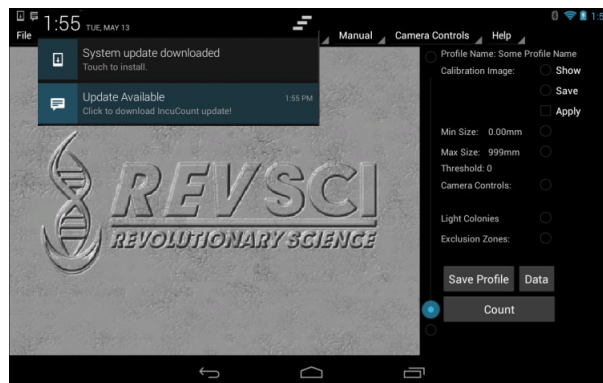 1:55 TUE, MAY 13
1:5
File
Manual
Camera Controls
Help
System update downloaded
Touch to install.
Update Available
1:55 PM
Click to download IncuCount update!
REVSCI
REVOLUTIONARY SCIENCE
Profile Name: Some Profile Name
Calibration Image:
Show
Save
Apply
Min Size: 0.00mm
Max Size: 999mm
Threshold: 0
Camera Controls:
Light Colonies
Exclusion Zones:
Save Profile
Data
Count